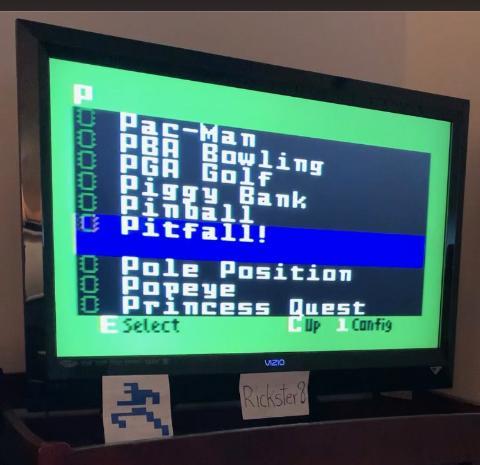 P
Pac-Man
PBA Bowling
PGA Golf
Piggy Bank
Pinball
Pitfall!
Pole Position
Popeye
Princess Quest
E Select C Up 1 Config
VIZIO
Rickster8